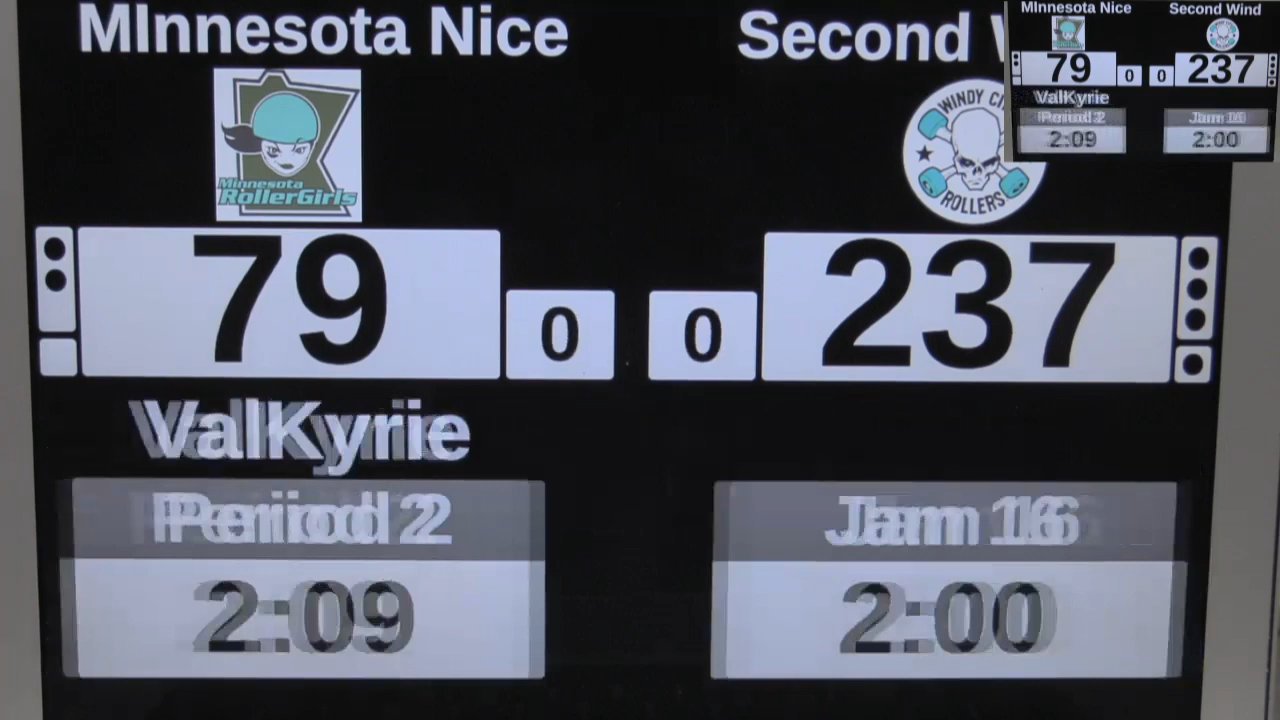 MInnesota Nice
Second W
Minnesota
RollerGirls
WINDY CI
ROLLERS
79
0
0
237
ValKyrie
Period 2
Jam 16
2:09
2:00
MInnesota Nice
Second Wind
79
0
0
237
ValKyrie
Period 2
Jam 16
2:09
2:00